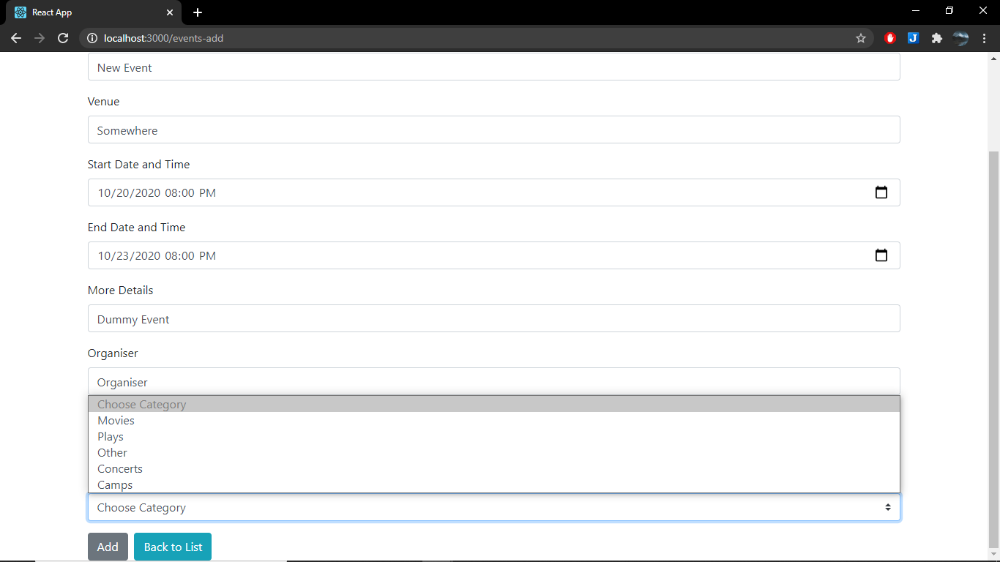 React App
localhost:3000/events-add
New Event
Venue
Somewhere
Start Date and Time
10/20/2020 08:00 PM
End Date and Time
10/23/2020 08:00 PM
More Details
Dummy Event
Organiser
Organiser
Choose Category
Movies
Plays
Other
Concerts
Camps
Choose Category
Add Back to List